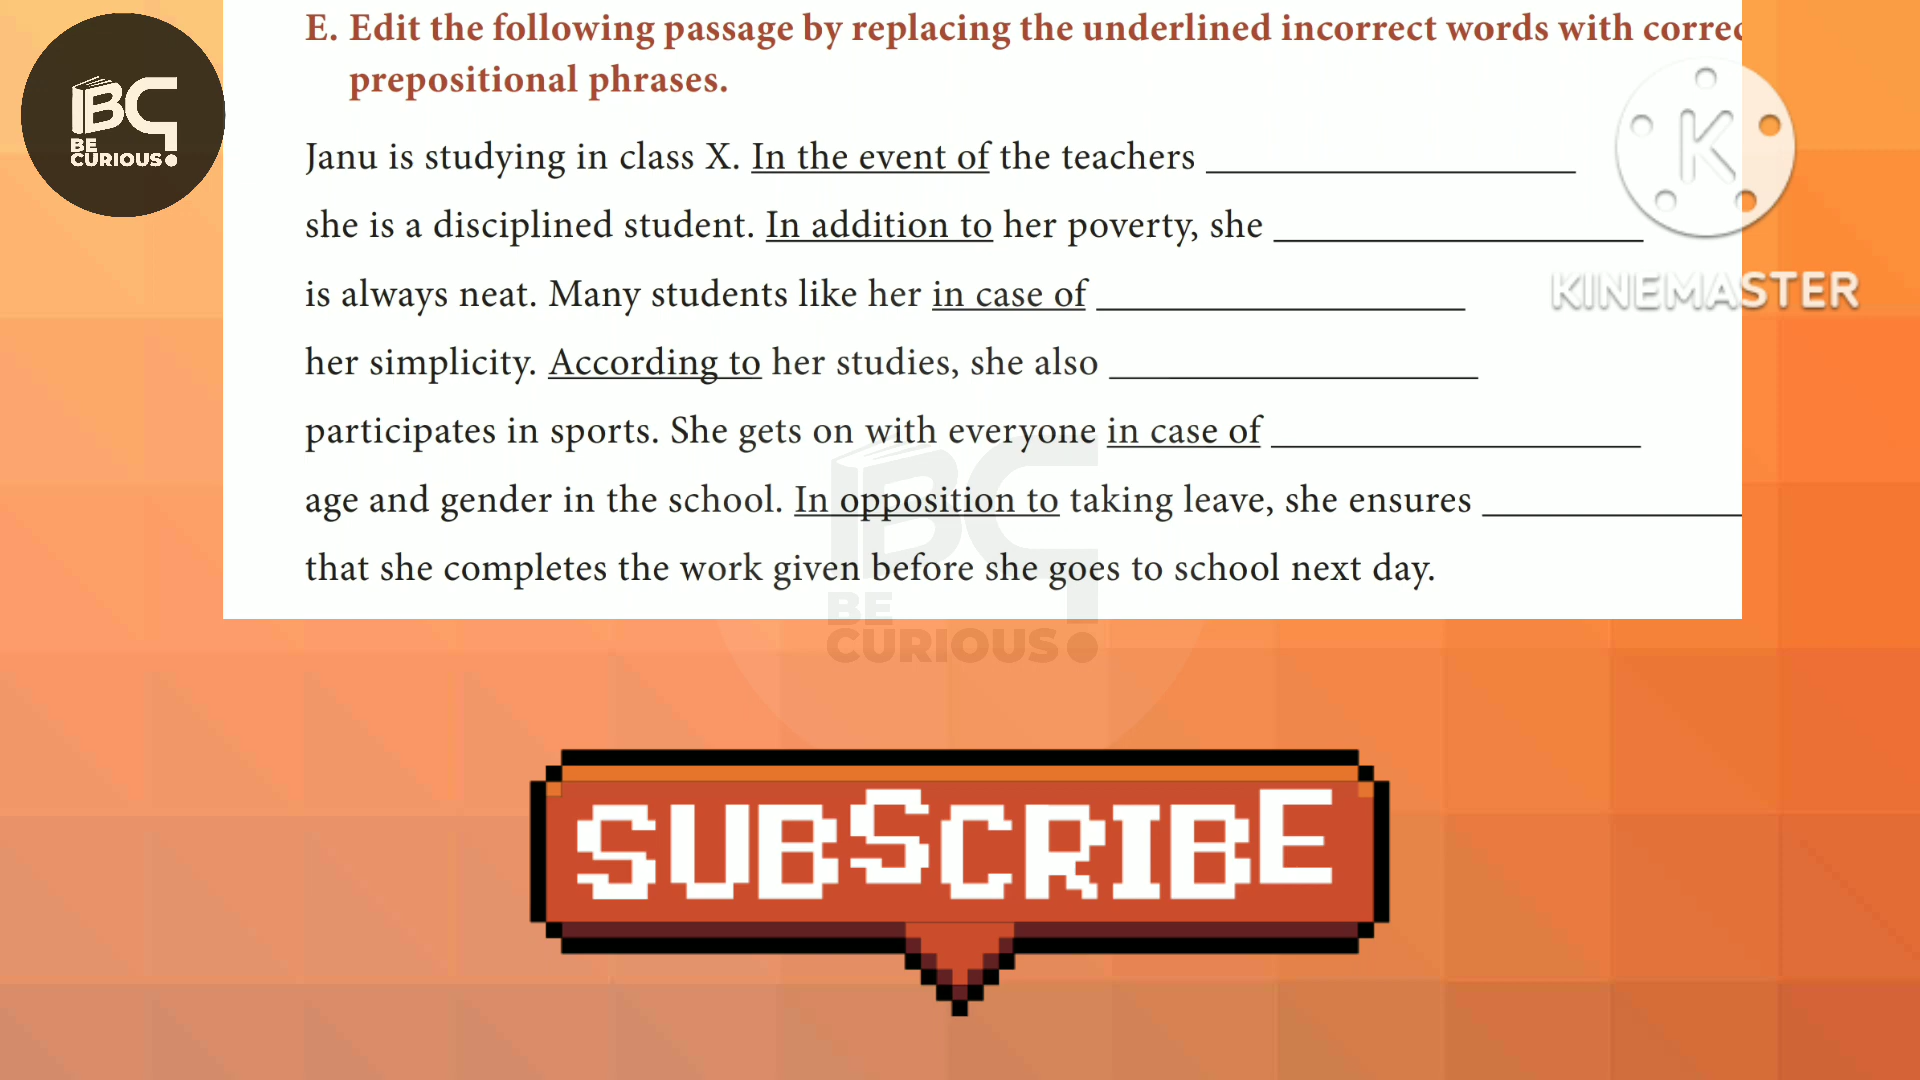 E. Edit the following passage by replacing the underlined incorrect words with correc
prepositional phrases.
Janu is studying in class X. In the event of the teachers
she is a disciplined student. In addition to her poverty, she
is always neat. Many students like her in case of
her simplicity. According to her studies, she also
participates in sports. She gets on with everyone in case of
age and gender in the school. In opposition to taking leave, she ensures
that she completes the work given before she goes to school next day.
BC
BE
CURIOUS
K
KINEMASTER
BC
BE
CURIOUS
SUBSCRIBE